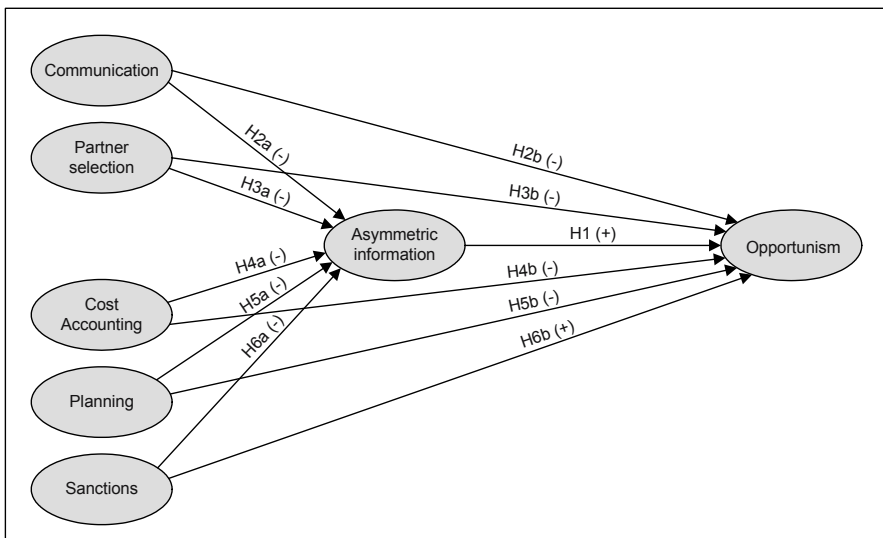 Communication
H2a (-)
H2b (-)
Partner
selection
H3a (-)
H3b (-)
Asymmetric
information
H1 (+)
Opportunism
H4a (-)
H4b (-)
Cost
Accounting
H5a (-)
H5b (-)
H6a (-)
H6b (+)
Planning
Sanctions